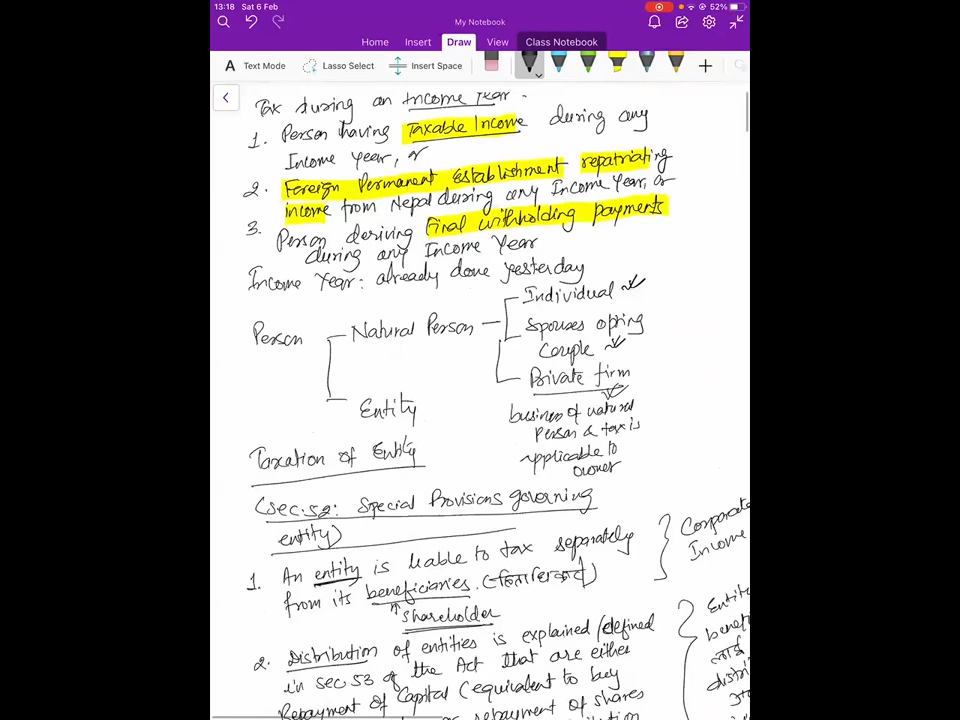 13:18 Sat 6 Feb
52%
My Notebook
Home Insert Draw View Class Notebook
A Text Mode Lasso Select Insert Space
Tax during an Income Year.
1. Person having Taxable Income during any
Income Year, or
2. Foreign Permanent Establishment repatriating
income from Nepal during any Income Year, or
3. Person deriving Final withholding payments
during any Income Year
Income Year: already done yesterday
Person
Natural Person
Individual
Spouses opting
Couple
Private firm
business of natural
person & tax is
applicable to
owner
Entity
Taxation of Entity
(Sec.52: Special Provisions governing
entity)
1. An entity is liable to tax separately
from its beneficiaries.
shareholder
Corporate
Income
2. Distribution of entities is explained/defined
in sec 53 of the Act that are either
Repayment of Capital (equivalent to buy
repayment of shares
Entity
benefi